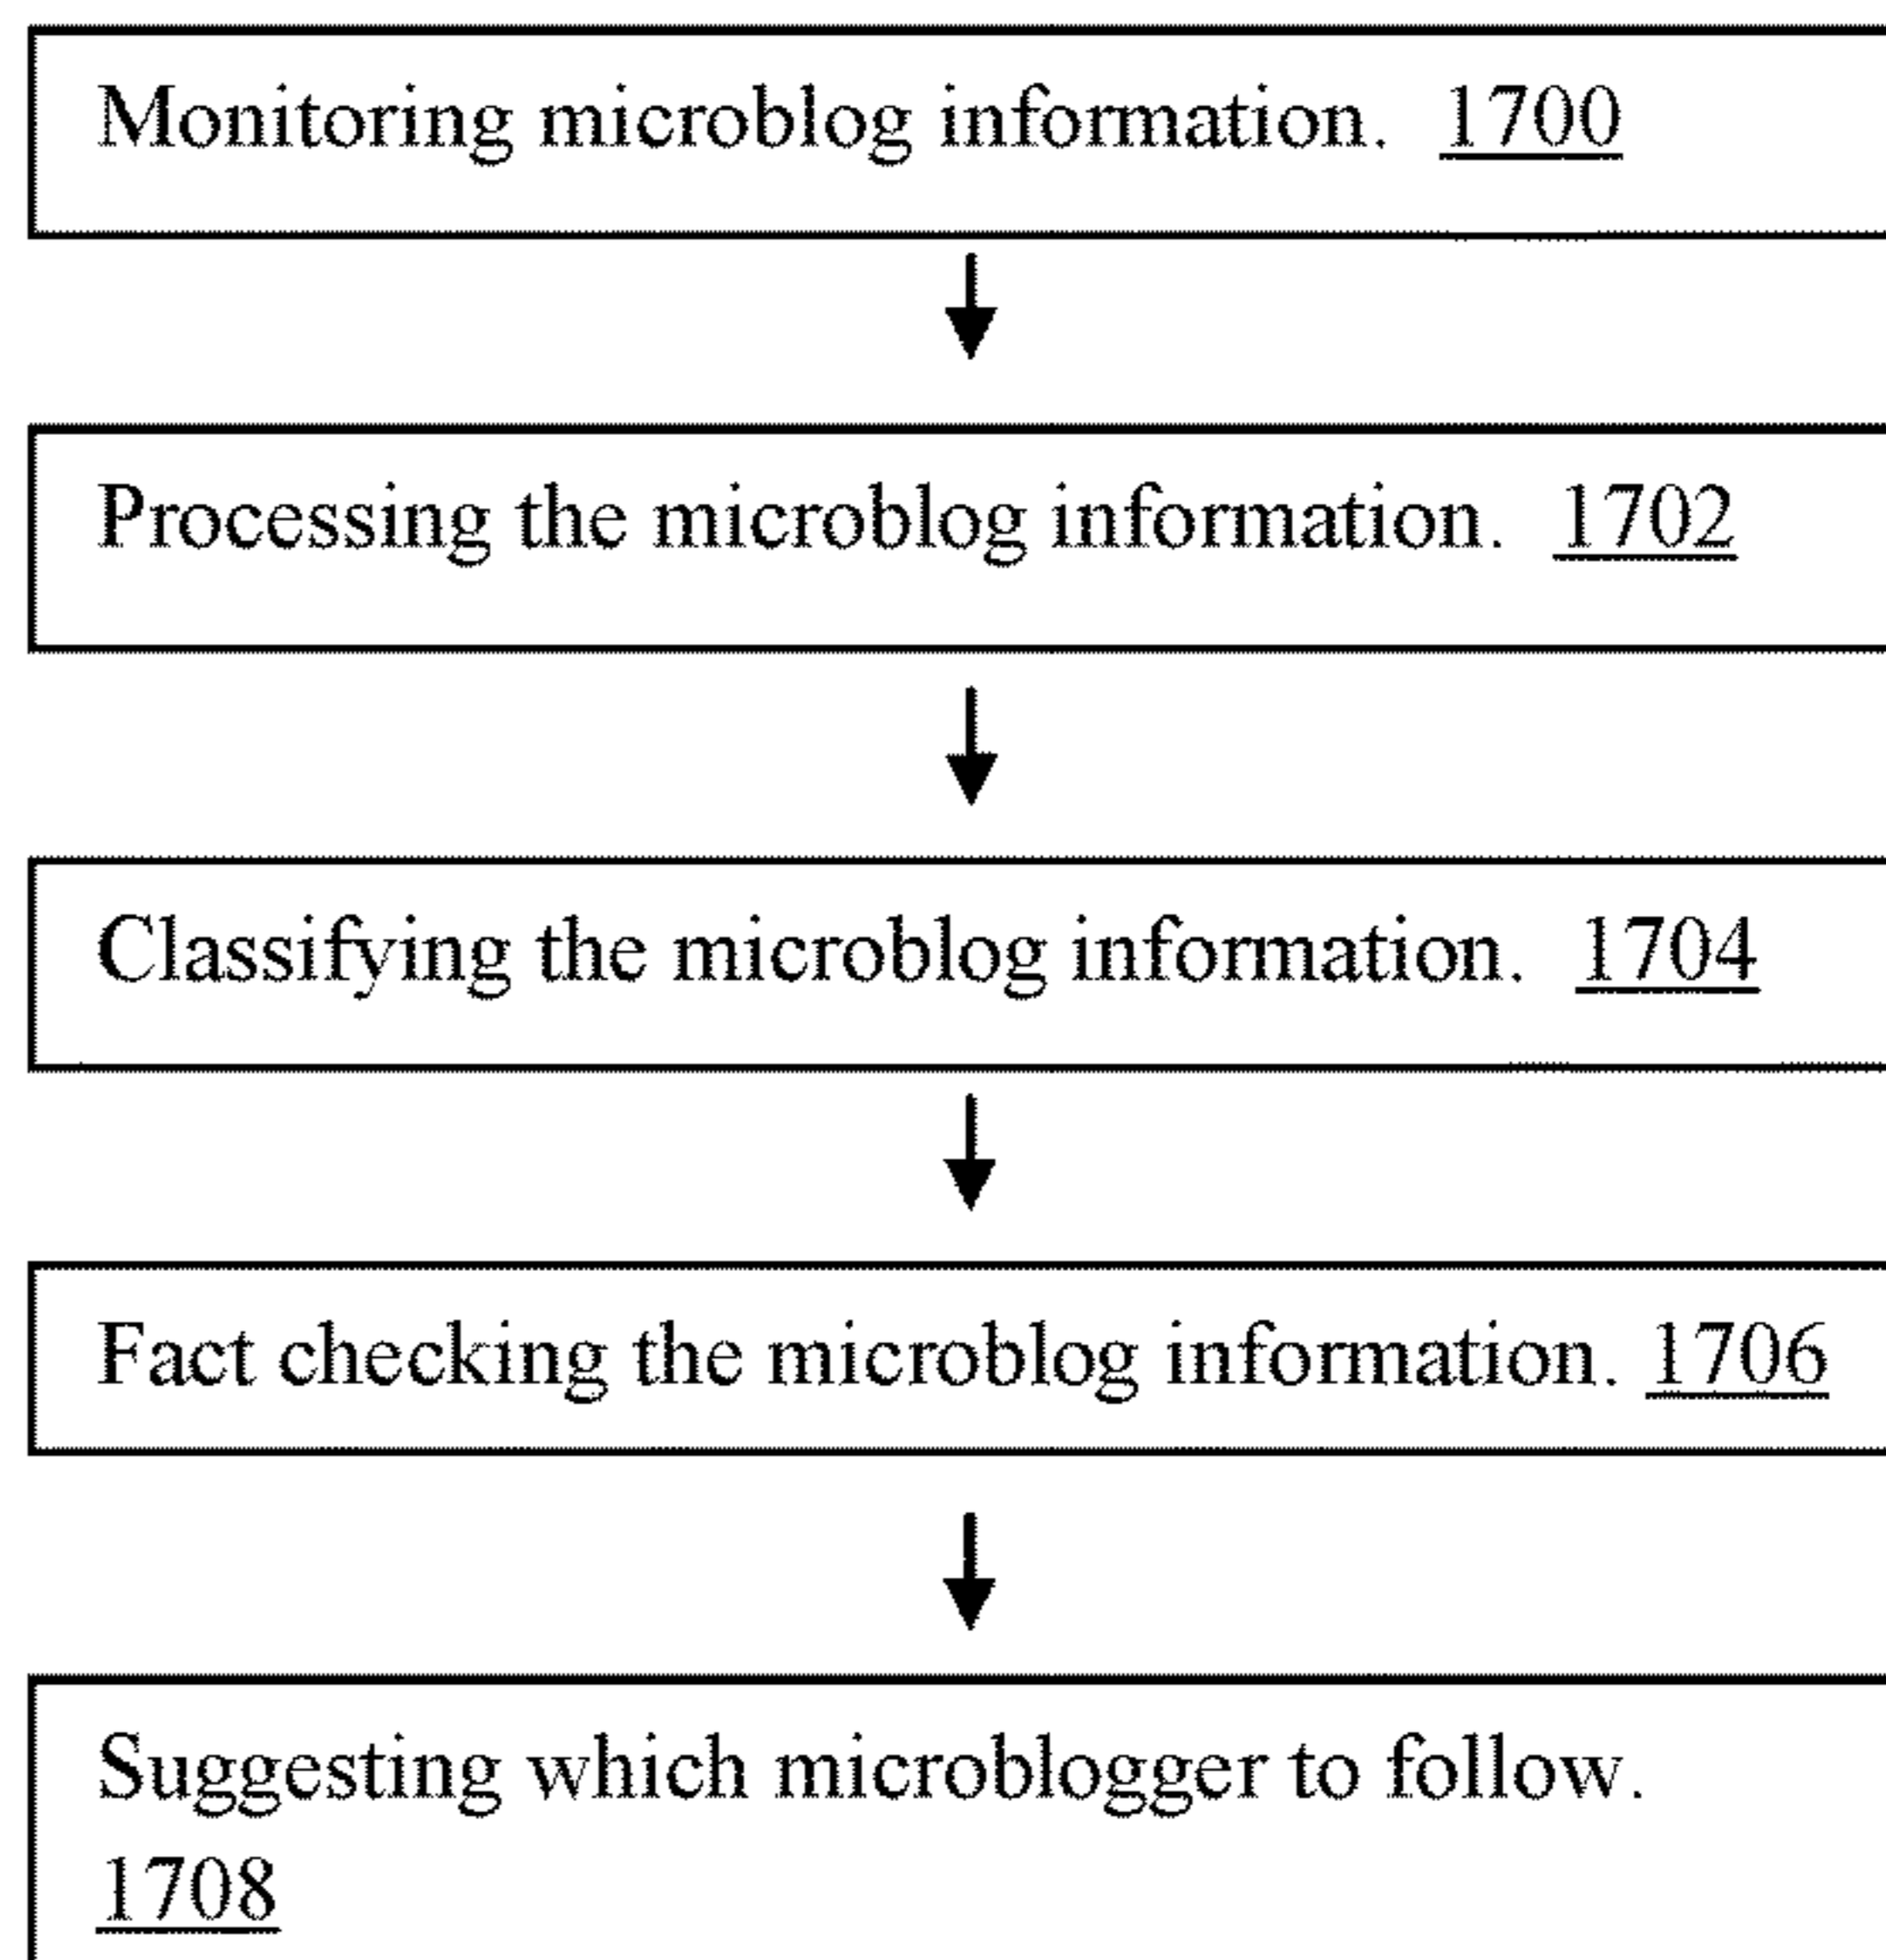 Monitoring microblog information. 1700
Processing the microblog information. 1702
Classifying the microblog information. 1704
Fact checking the microblog information. 1706
Suggesting which microblogger to follow.
1708